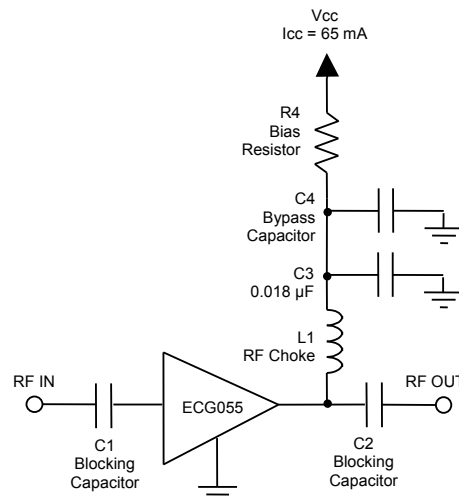 Vcc
Icc = 65 mA
R4
Bias
Resistor
C4
Bypass
Capacitor
C3
0.018 µF
L1
RF Choke
RF IN
RF OUT
ECG055
C1
Blocking
Capacitor
C2
Blocking
Capacitor